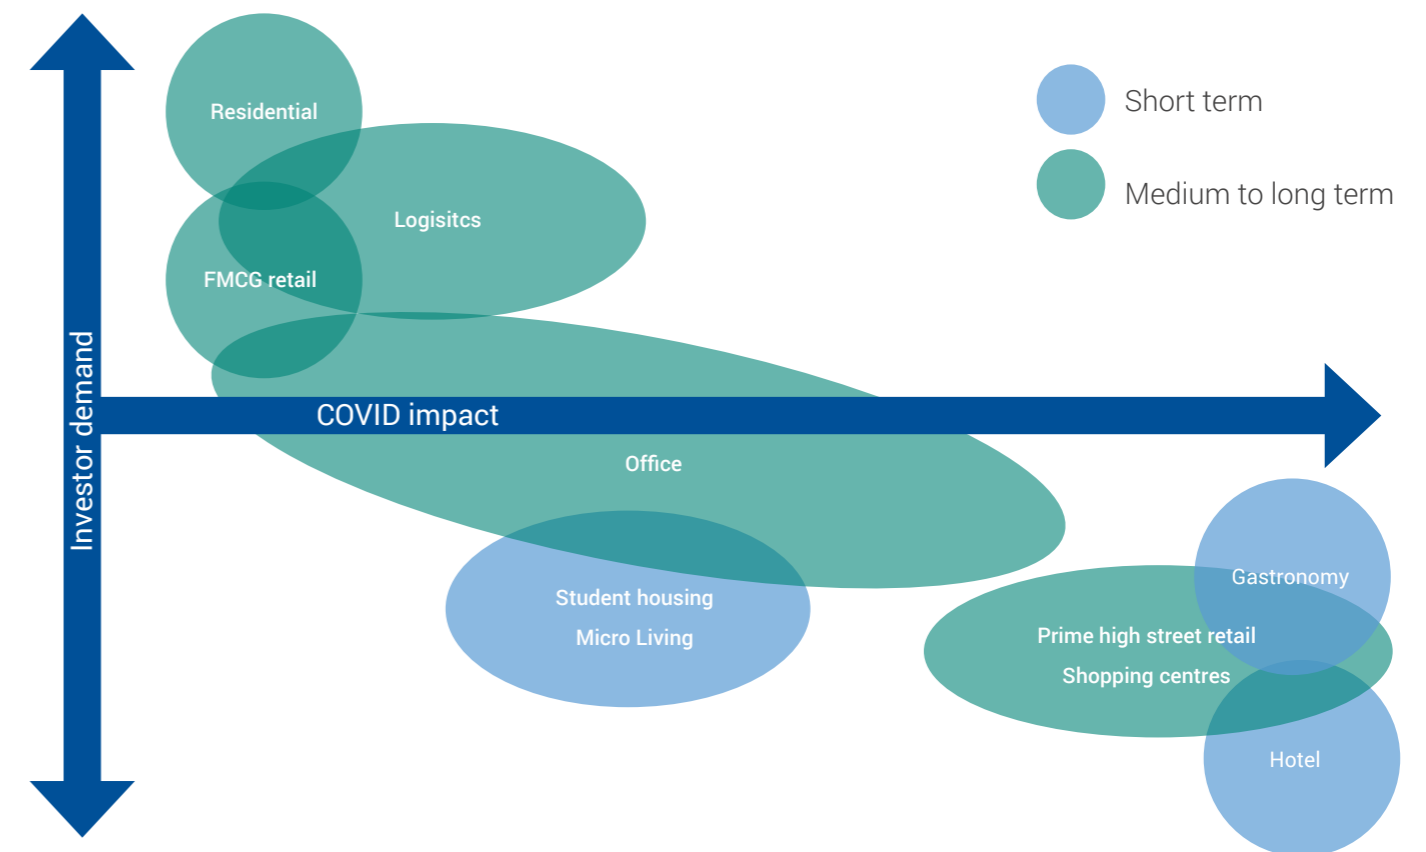 Residential
Short term
Medium to long term
Logisitcs
FMCG retail
Investor demand
COVID impact
Office
Gastronomy
Student housing
Micro Living
Prime high street retail
Shopping centres
Hotel